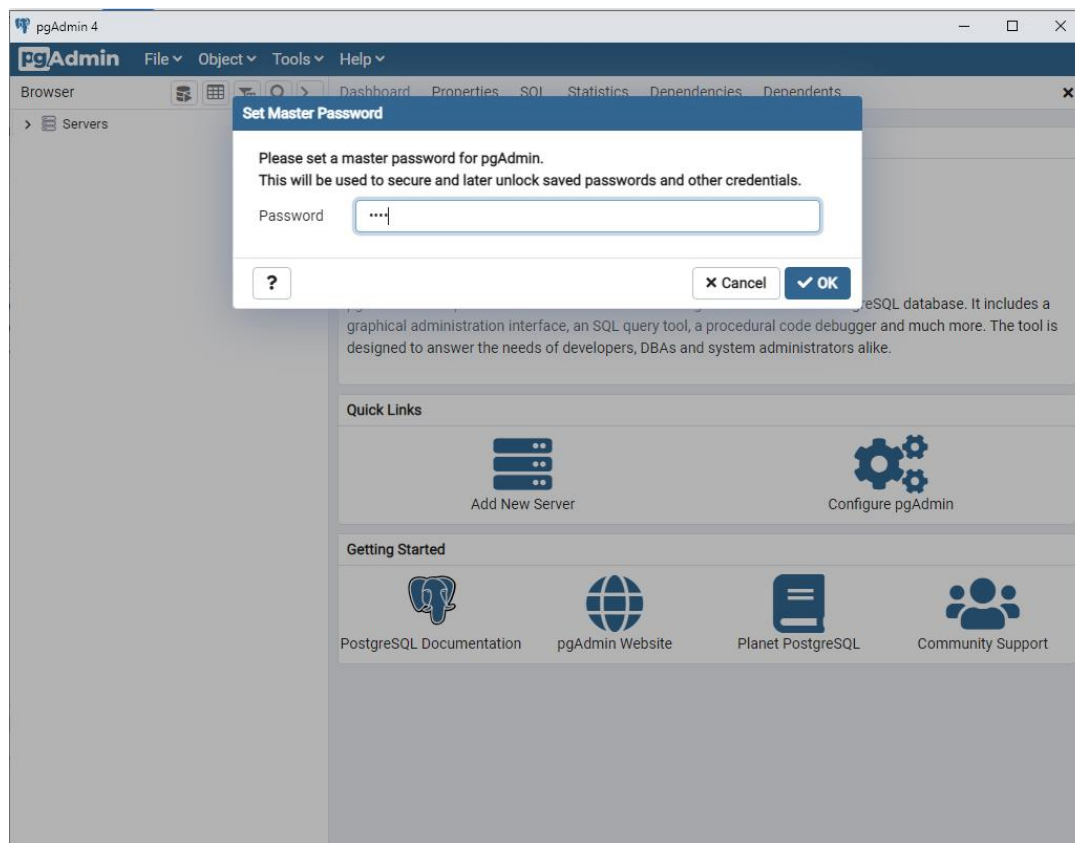 pgAdmin 4
pgAdmin File Object Tools Help
Browser Dashboard Properties SQL Statistics Dependencies Dependents
Servers
Set Master Password
Please set a master password for pgAdmin.
This will be used to secure and later unlock saved passwords and other credentials.
Password ••••
? Cancel OK
reSQL database. It includes a
graphical administration interface, an SQL query tool, a procedural code debugger and much more. The tool is
designed to answer the needs of developers, DBAs and system administrators alike.
Quick Links
Add New Server Configure pgAdmin
Getting Started
PostgreSQL Documentation pgAdmin Website Planet PostgreSQL Community Support